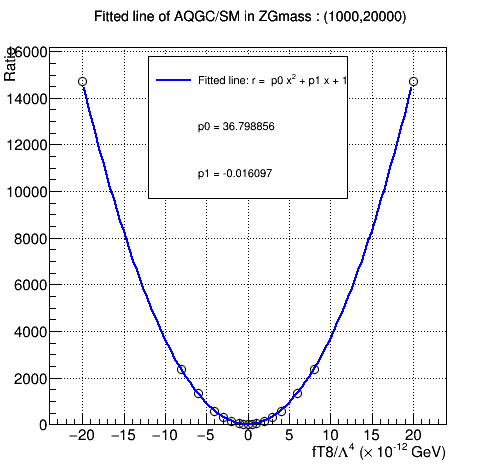 Fitted line of AQGC/SM in ZGmass : (1000,20000)
Ratio
16000
14000
12000
10000
8000
6000
4000
2000
0
Fitted line: r = p0 x² + p1 x + 1
p0 = 36.798856
p1 = -0.016097
−20 −15 −10 −5 0 5 10 15 20
fT8/Λ⁴ (× 10⁻¹² GeV)